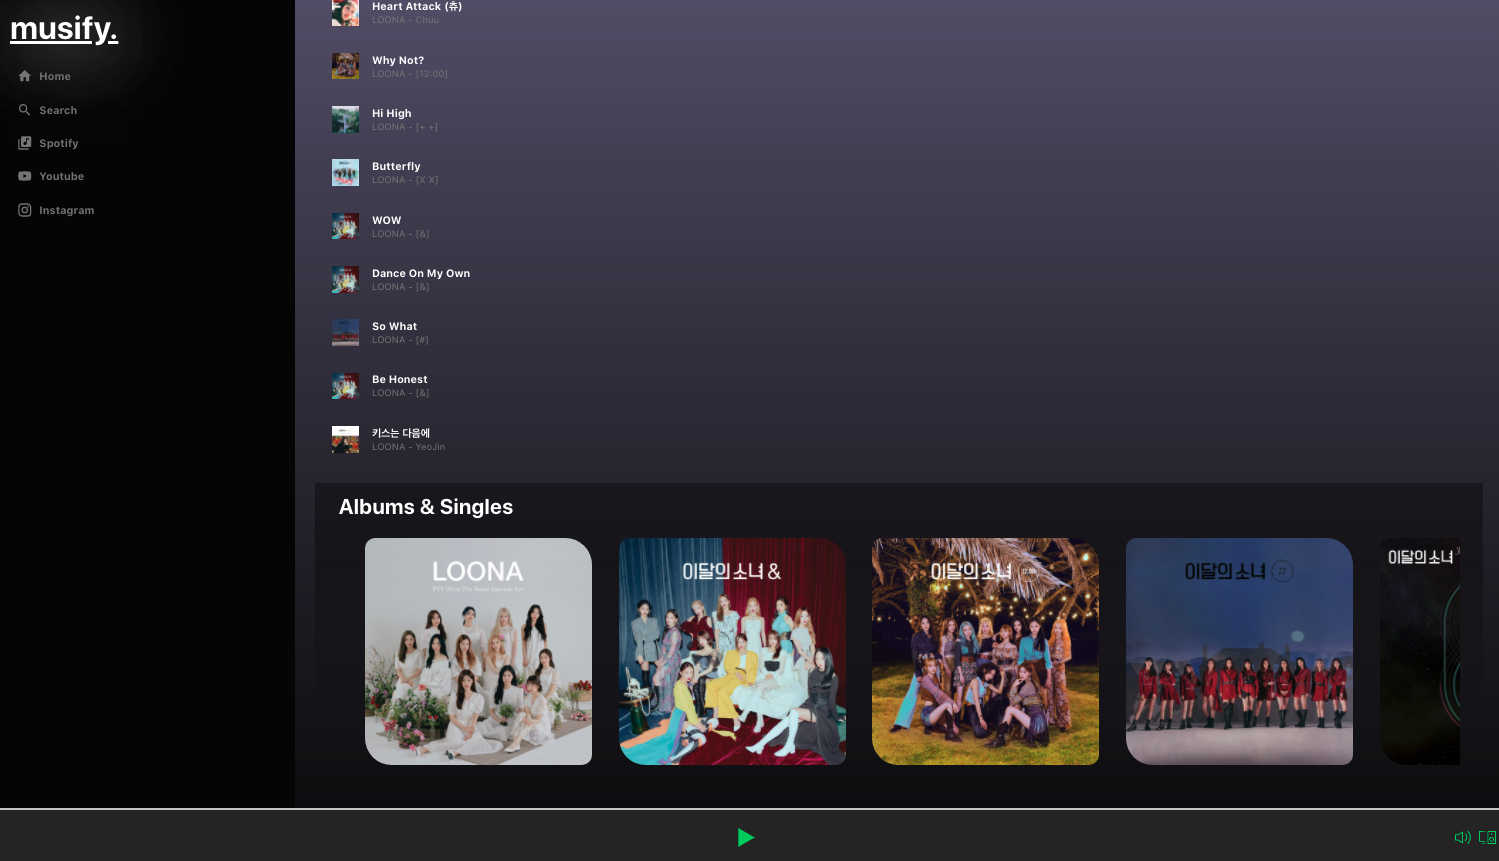 musify.
Home
Search
Spotify
Youtube
Instagram
Heart Attack (츄)
LOONA - Chuu
Why Not?
LOONA - [12:00]
Hi High
LOONA - [+ +]
Butterfly
LOONA - [X X]
WOW
LOONA - [&]
Dance On My Own
LOONA - [&]
So What
LOONA - [#]
Be Honest
LOONA - [&]
키스는 다음에
LOONA - YeoJin
Albums & Singles
LOONA
이달의 소녀 &
이달의 소녀 12:00
이달의 소녀
이달의 소녀